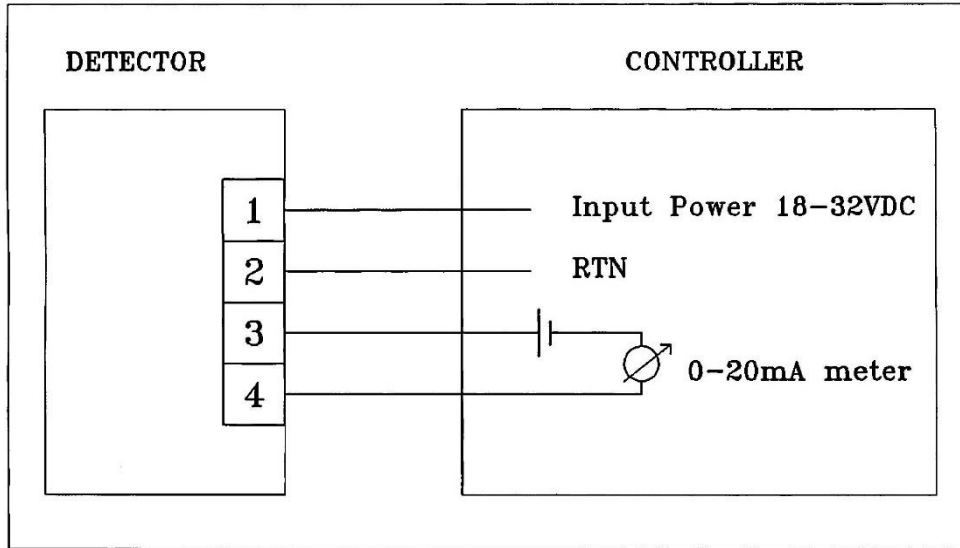 DETECTOR
CONTROLLER
1
Input Power 18-32VDC
2
RTN
3
0-20mA meter
4